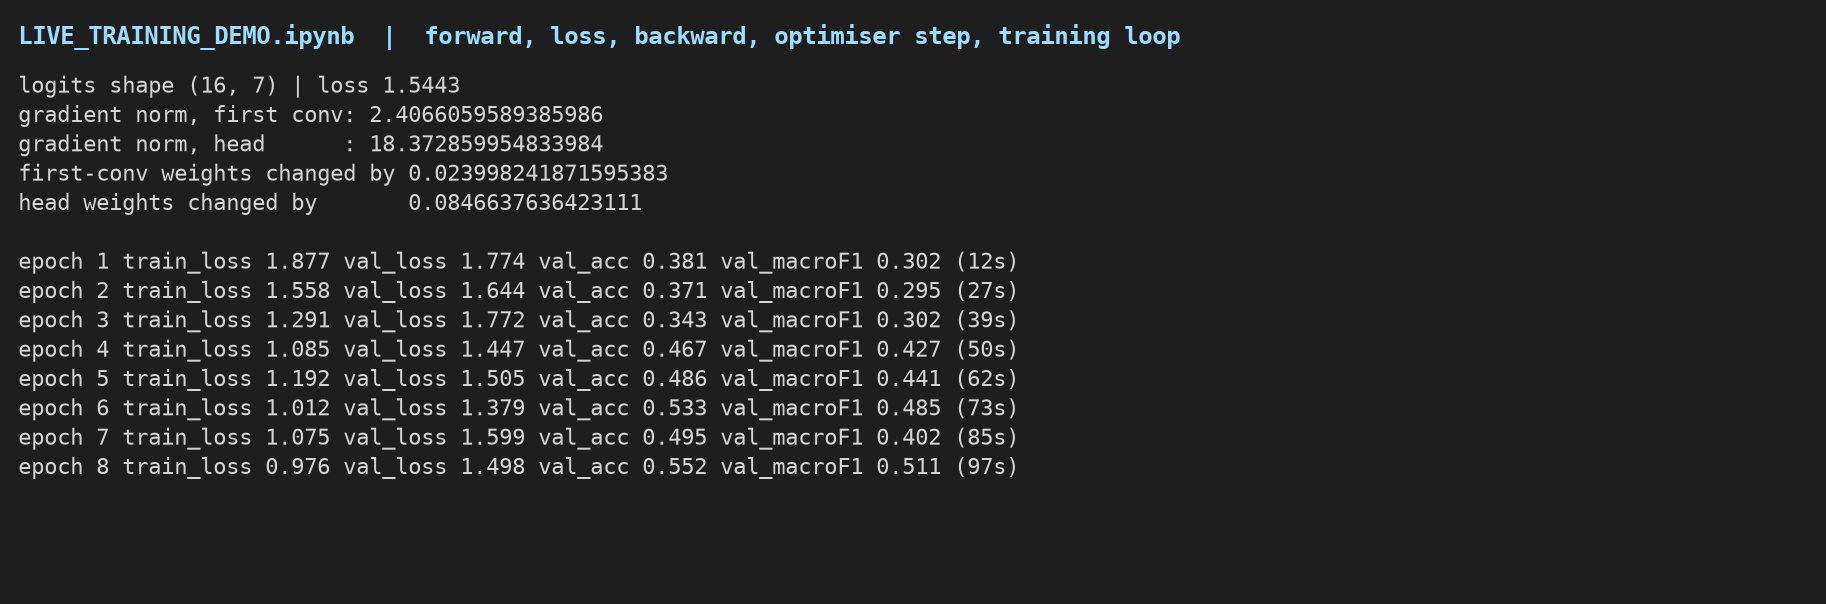 LIVE_TRAINING_DEMO.ipynb  |  forward, loss, backward, optimiser step, training loop
logits shape (16, 7) | loss 1.5443
gradient norm, first conv: 2.4066059589385986
gradient norm, head      : 18.372859954833984
first-conv weights changed by 0.023998241871595383
head weights changed by       0.0846637636423111
epoch 1 train_loss 1.877 val_loss 1.774 val_acc 0.381 val_macroF1 0.302 (12s)
epoch 2 train_loss 1.558 val_loss 1.644 val_acc 0.371 val_macroF1 0.295 (27s)
epoch 3 train_loss 1.291 val_loss 1.772 val_acc 0.343 val_macroF1 0.302 (39s)
epoch 4 train_loss 1.085 val_loss 1.447 val_acc 0.467 val_macroF1 0.427 (50s)
epoch 5 train_loss 1.192 val_loss 1.505 val_acc 0.486 val_macroF1 0.441 (62s)
epoch 6 train_loss 1.012 val_loss 1.379 val_acc 0.533 val_macroF1 0.485 (73s)
epoch 7 train_loss 1.075 val_loss 1.599 val_acc 0.495 val_macroF1 0.402 (85s)
epoch 8 train_loss 0.976 val_loss 1.498 val_acc 0.552 val_macroF1 0.511 (97s)